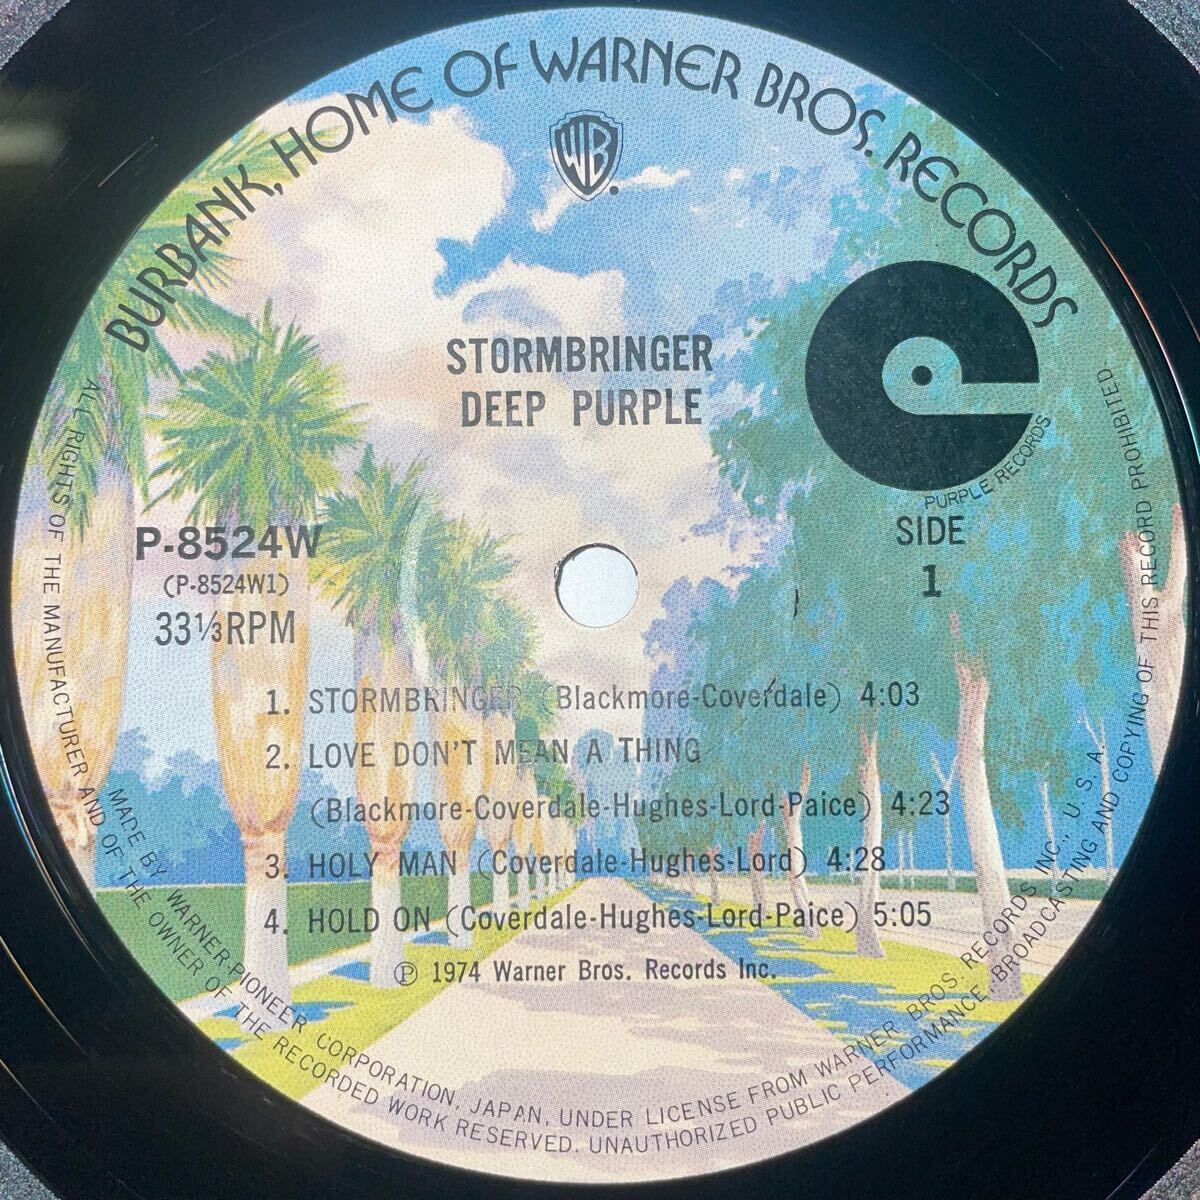 BURBANK, HOME OF WARNER BROS. RECORDS
WB
STORMBRINGER
DEEP PURPLE
PURPLE RECORDS
P-8524W
(P-8524W1)
33 1/3 RPM
SIDE
1
1. STORMBRINGER (Blackmore-Coverdale) 4:03
2. LOVE DON'T MEAN A THING
(Blackmore-Coverdale-Hughes-Lord-Paice) 4:23
3. HOLY MAN (Coverdale-Hughes-Lord) 4:28
4. HOLD ON (Coverdale-Hughes-Lord-Paice) 5:05
Ⓟ 1974 Warner Bros. Records Inc.
MADE BY WARNER PIONEER CORPORATION, JAPAN, UNDER LICENSE FROM WARNER BROS. RECORDS INC., U. S. A.
ALL RIGHTS OF THE MANUFACTURER AND OF THE OWNER OF THE RECORDED WORK RESERVED. UNAUTHORIZED PUBLIC PERFORMANCE·BROADCASTING AND COPYING OF THIS RECORD PROHIBITED